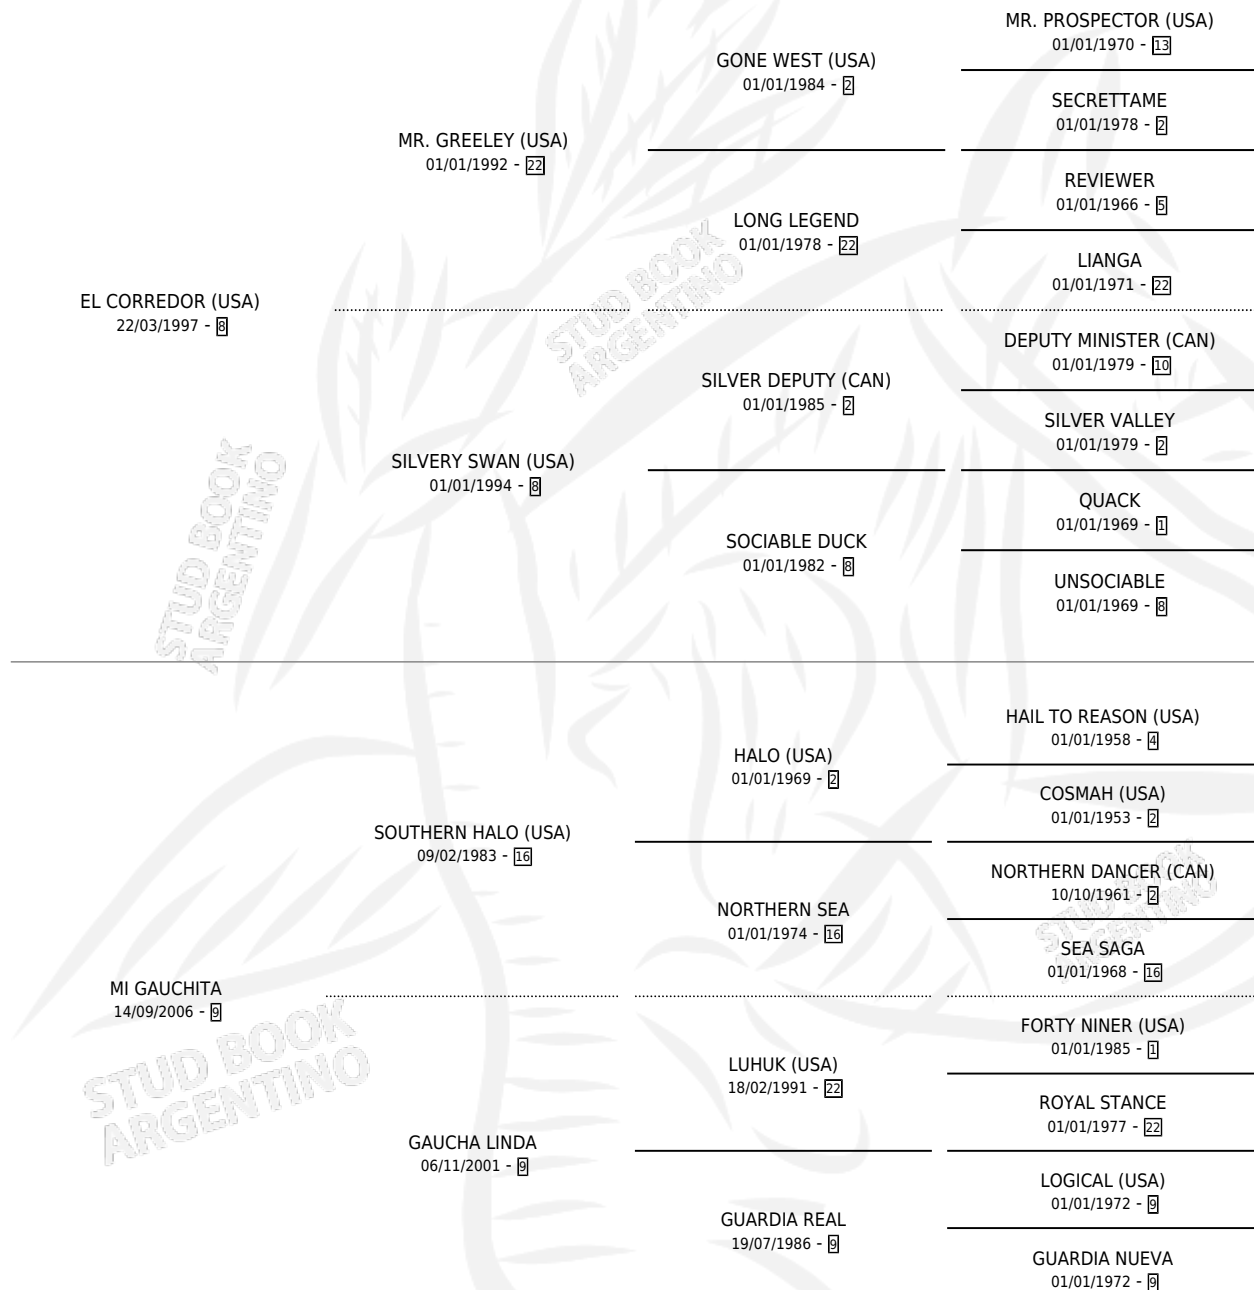 MR. PROSPECTOR (USA)
01/01/1970 - 13
GONE WEST (USA)
01/01/1984 - 2
SECRETTAME
01/01/1978 - 2
MR. GREELEY (USA)
01/01/1992 - 22
REVIEWER
01/01/1966 - 5
LONG LEGEND
01/01/1978 - 22
LIANGA
01/01/1971 - 22
EL CORREDOR (USA)
22/03/1997 - 8
STUD BOOK
ARGENTINO
DEPUTY MINISTER (CAN)
01/01/1979 - 10
SILVER DEPUTY (CAN)
01/01/1985 - 2
SILVER VALLEY
01/01/1979 - 2
SILVERY SWAN (USA)
01/01/1994 - 8
QUACK
01/01/1969 - 1
SOCIABLE DUCK
01/01/1982 - 8
UNSOCIABLE
01/01/1969 - 8
STUD BOOK
ARGENTINO
HAIL TO REASON (USA)
01/01/1958 - 4
HALO (USA)
01/01/1969 - 2
COSMAH (USA)
01/01/1953 - 2
SOUTHERN HALO (USA)
09/02/1983 - 16
NORTHERN DANCER (CAN)
10/10/1961 - 2
NORTHERN SEA
01/01/1974 - 16
SEA SAGA
01/01/1968 - 16
STUD BOOK
ARGENTINO
MI GAUCHITA
14/09/2006 - 9
FORTY NINER (USA)
01/01/1985 - 1
LUHUK (USA)
18/02/1991 - 22
ROYAL STANCE
01/01/1977 - 22
STUD BOOK
ARGENTINO
GAUCHA LINDA
06/11/2001 - 9
LOGICAL (USA)
01/01/1972 - 9
GUARDIA REAL
19/07/1986 - 9
GUARDIA NUEVA
01/01/1972 - 9